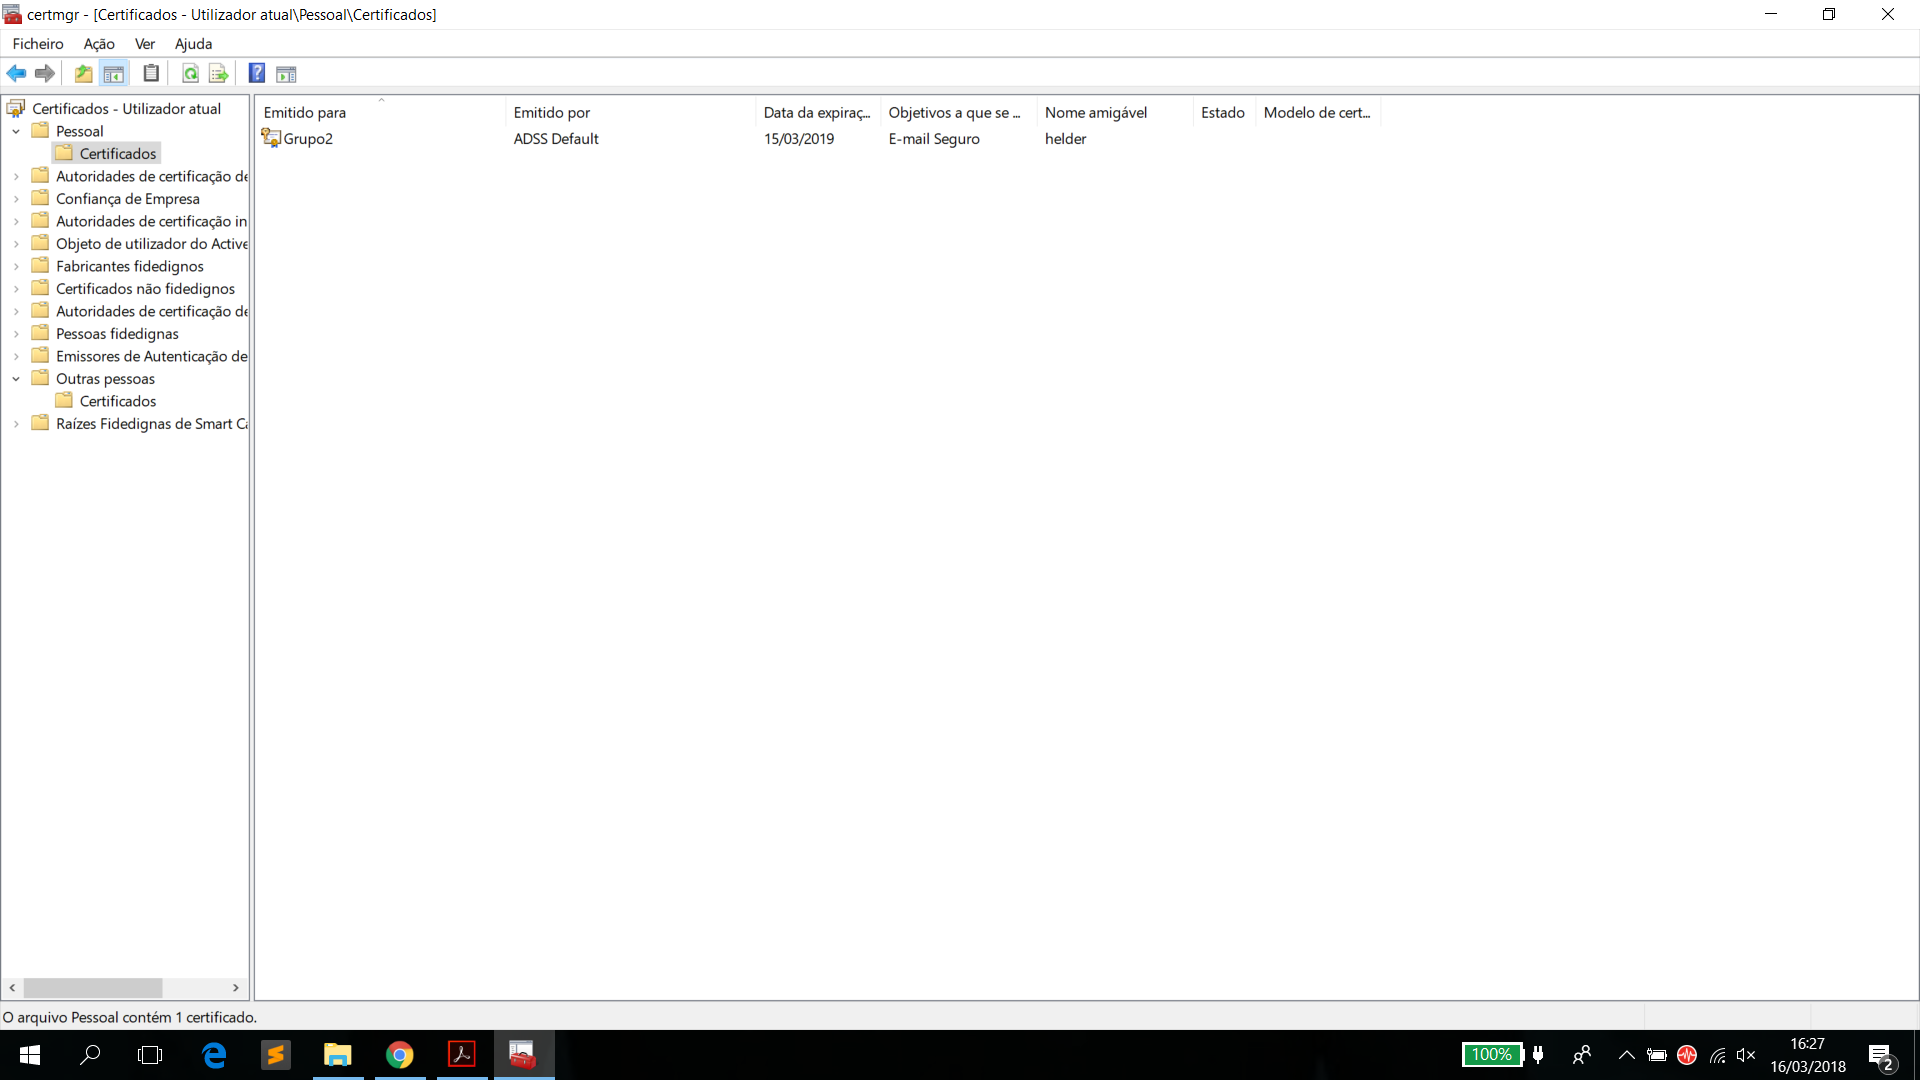 certmgr - [Certificados - Utilizador atual\Pessoal\Certificados]
Ficheiro Ação Ver Ajuda
Certificados - Utilizador atual
Pessoal
Certificados
Autoridades de certificação de
Confiança de Empresa
Autoridades de certificação in
Objeto de utilizador do Active
Fabricantes fidedignos
Certificados não fidedignos
Autoridades de certificação de
Pessoas fidedignas
Emissores de Autenticação de
Outras pessoas
Certificados
Raízes Fidedignas de Smart Ca
Emitido para Emitido por Data da expiraç... Objetivos a que se ... Nome amigável Estado Modelo de cert...
Grupo2 ADSS Default 15/03/2019 E-mail Seguro helder
O arquivo Pessoal contém 1 certificado.
100%
16:27
16/03/2018
2